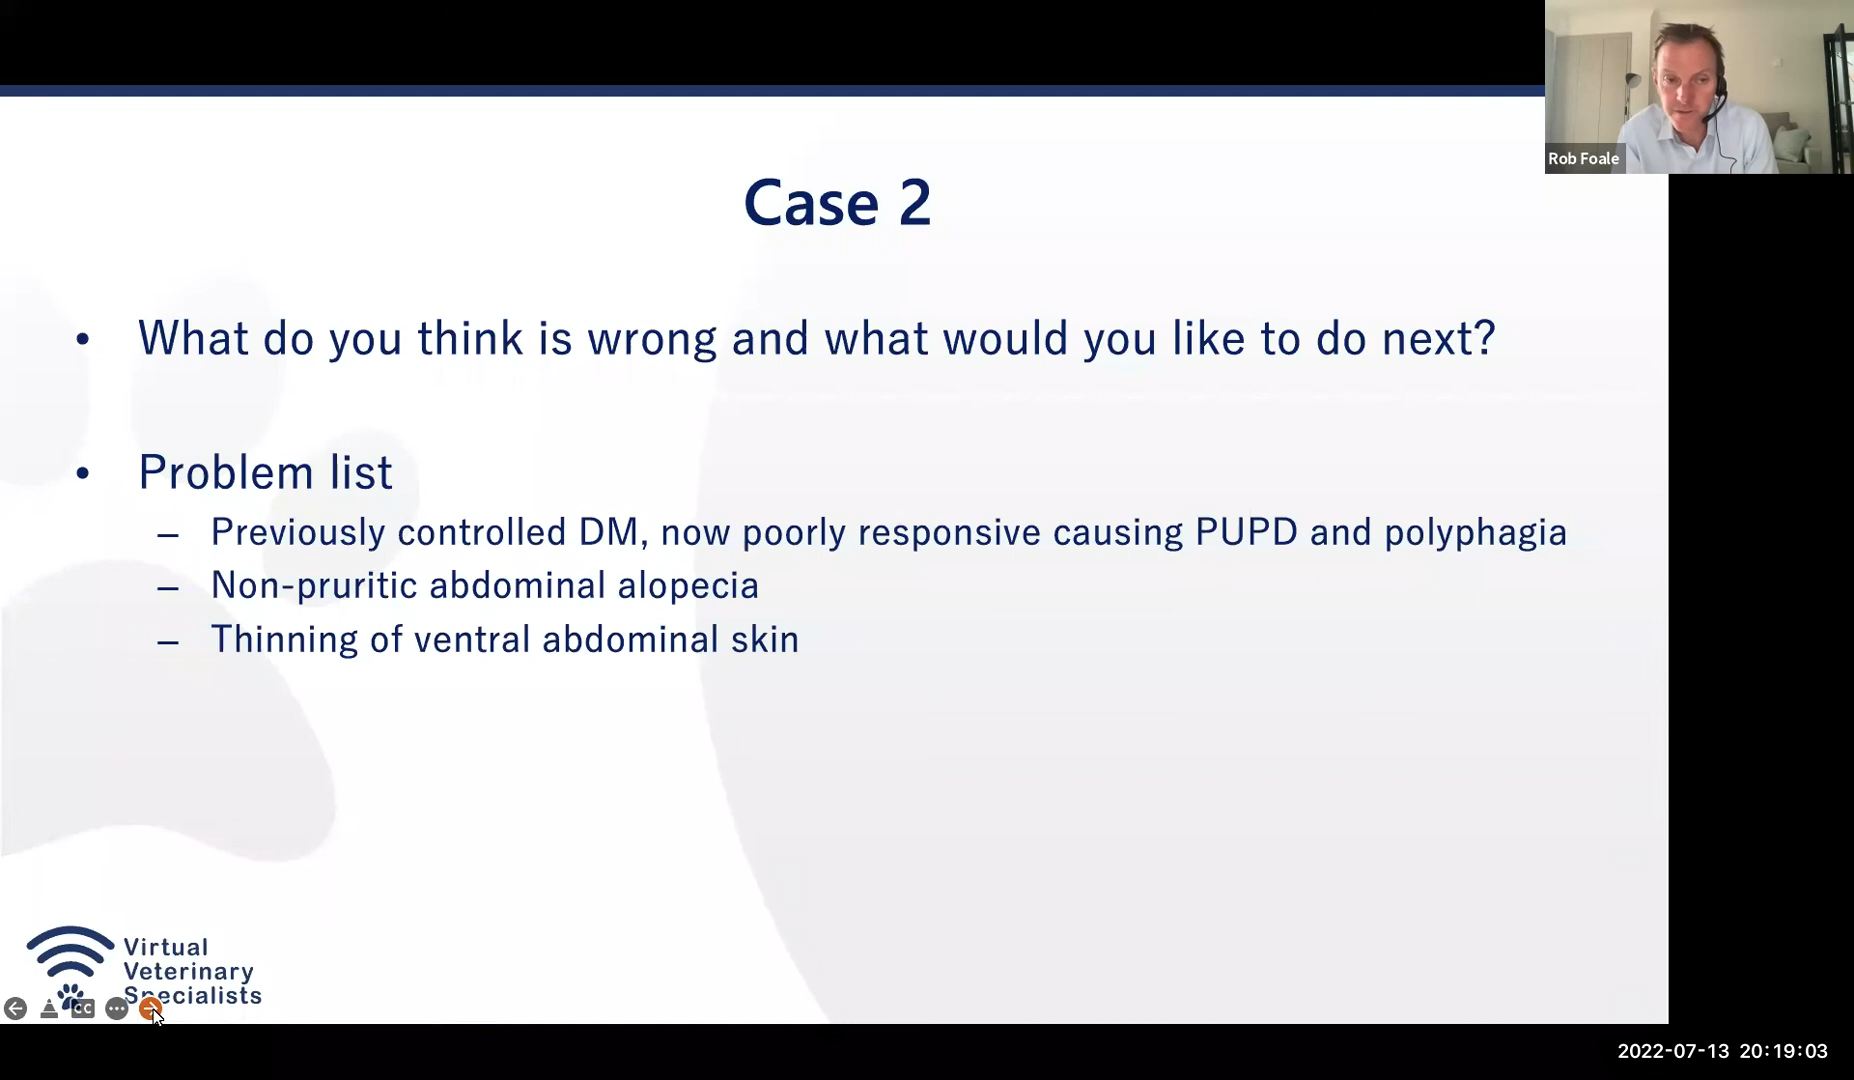 Rob Foale
Case 2
• What do you think is wrong and what would you like to do next?
• Problem list
– Previously controlled DM, now poorly responsive causing PUPD and polyphagia
– Non-pruritic abdominal alopecia
– Thinning of ventral abdominal skin
Virtual
Veterinary
Specialists
CC
2022-07-13 20:19:03